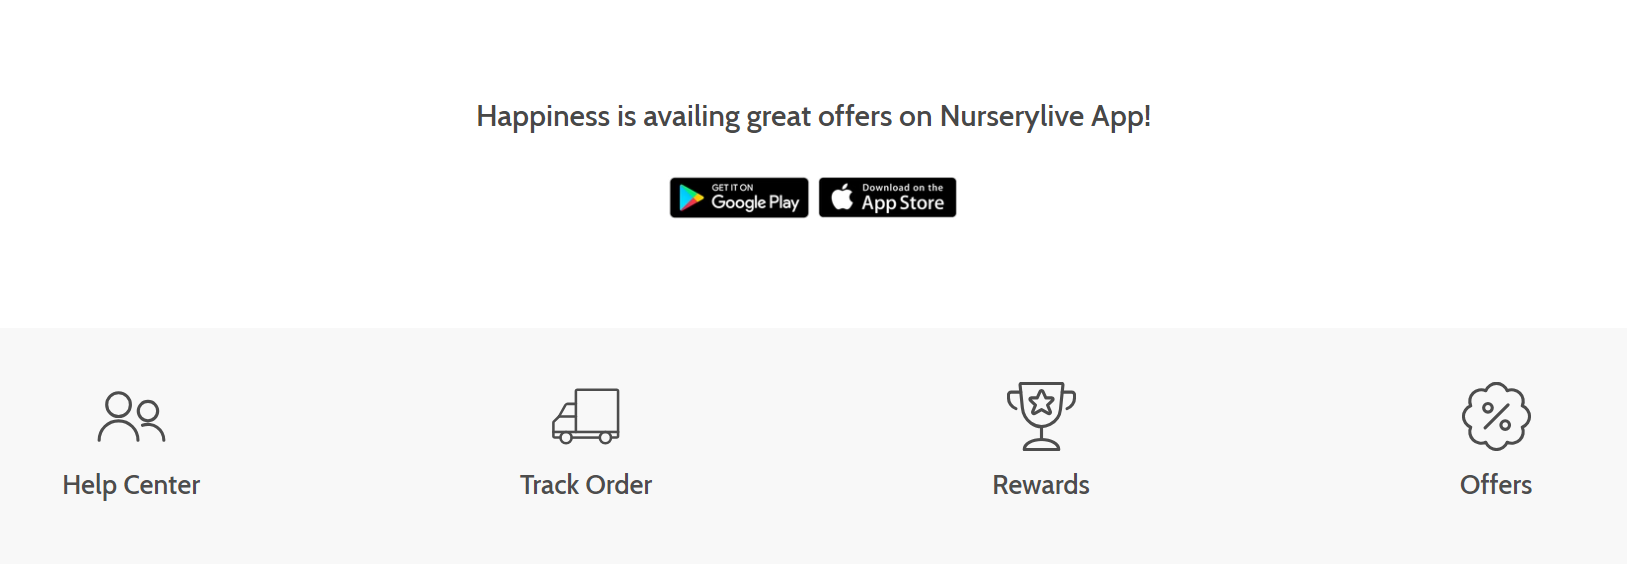 Happiness is availing great offers on Nurserylive App!
GET IT ON
Google Play
Download on the
App Store
Help Center
Track Order
Rewards
Offers